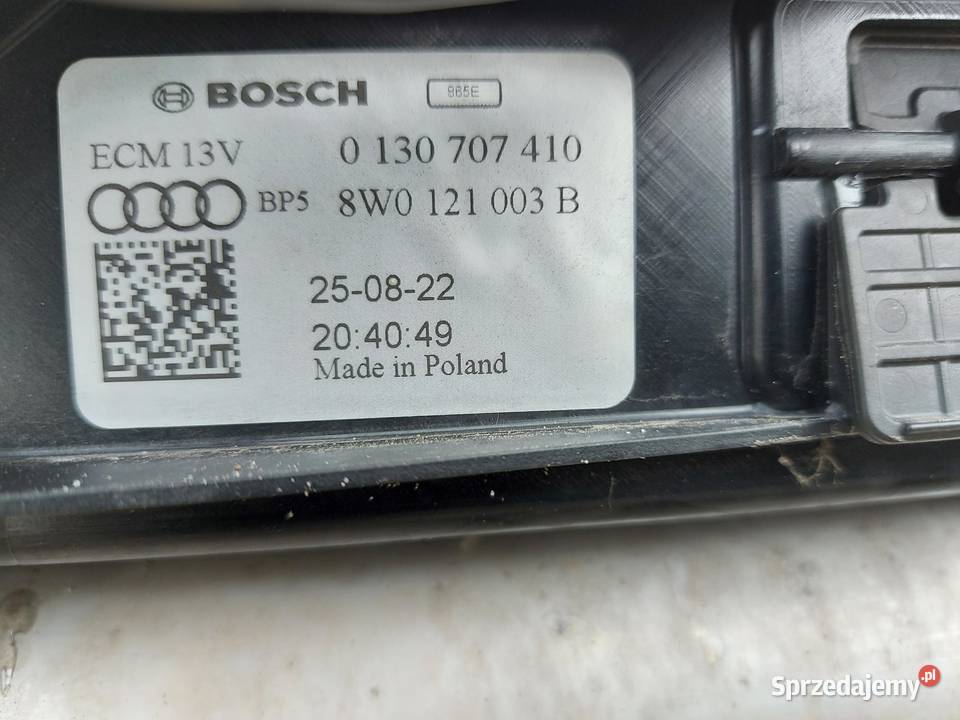 BOSCH 965E
ECM 13V 0 130 707 410
BP5 8W0 121 003 B
25-08-22
20:40:49
Made in Poland
Sprzedajemy.pl